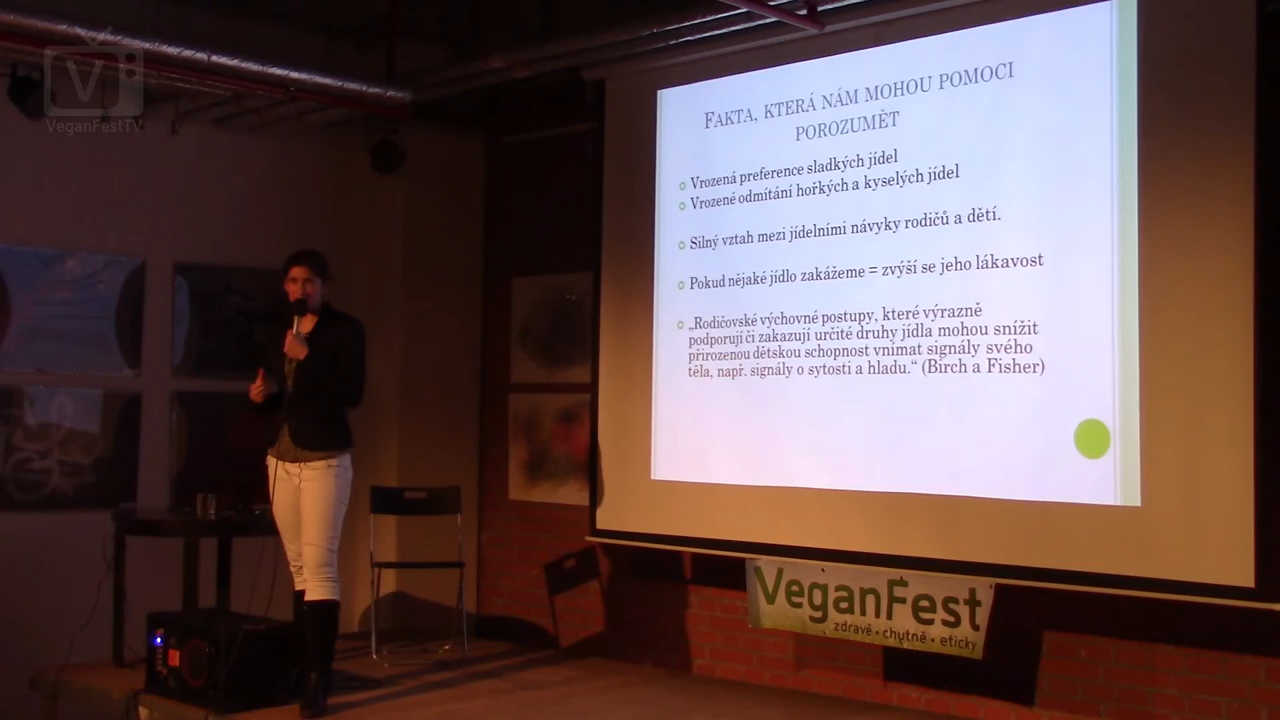 VeganFestTV
FAKTA, KTERÁ NÁM MOHOU POMOCI
POROZUMĚT
Vrozená preference sladkých jídel
Vrozené odmítání hořkých a kyselých jídel
Silný vztah mezi jídelními návyky rodičů a dětí.
Pokud nějaké jídlo zakážeme = zvýší se jeho lákavost
„Rodičovské výchovné postupy, které výrazně
podporují či zakazují určité druhy jídla mohou snížit
přirozenou dětskou schopnost vnímat signály svého
těla, např. signály o sytosti a hladu.“ (Birch a Fisher)
VeganFest
zdravě • chutně • eticky